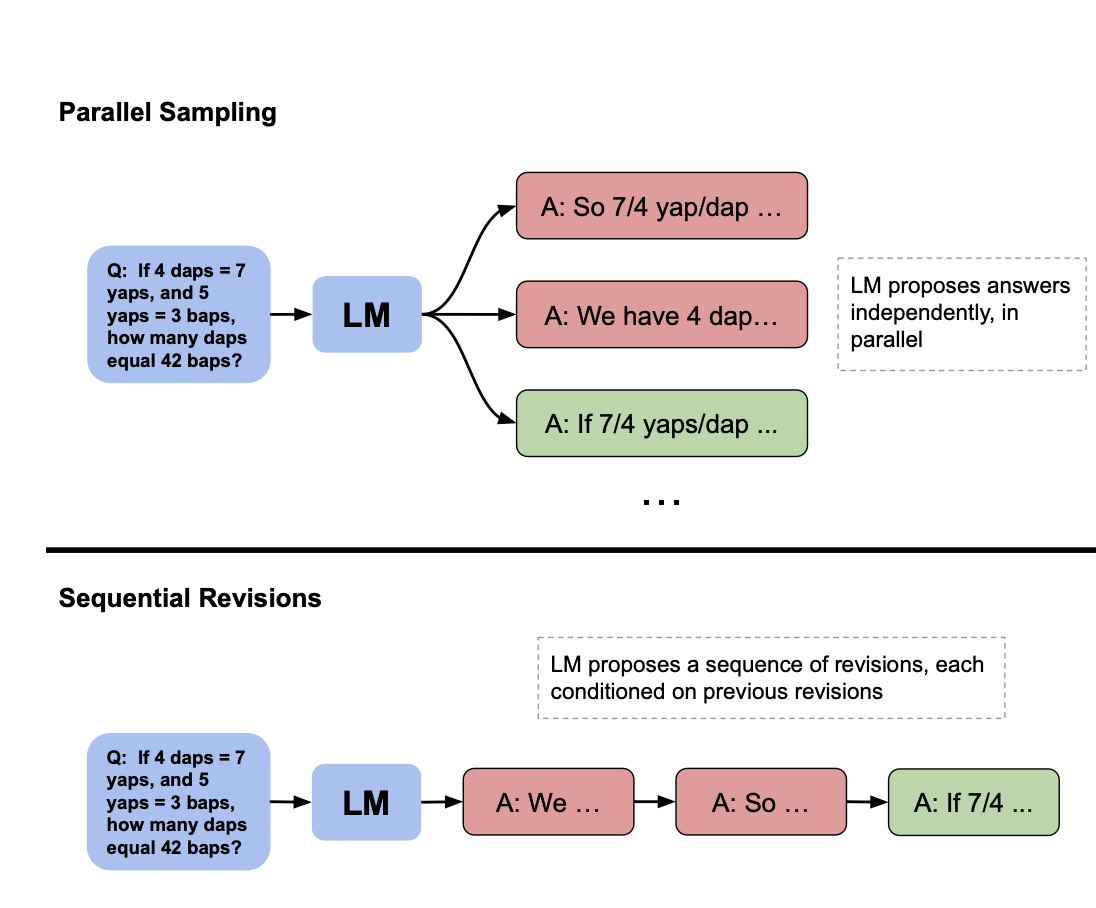 Parallel Sampling
Q:  If 4 daps = 7
yaps, and 5
yaps = 3 baps,
how many daps
equal 42 baps?
LM
A: So 7/4 yap/dap …
A: We have 4 dap…
A: If 7/4 yaps/dap ...
...
LM proposes answers
independently, in
parallel
Sequential Revisions
LM proposes a sequence of revisions, each
conditioned on previous revisions
Q:  If 4 daps = 7
yaps, and 5
yaps = 3 baps,
how many daps
equal 42 baps?
LM
A: We …
A: So …
A: If 7/4 ...